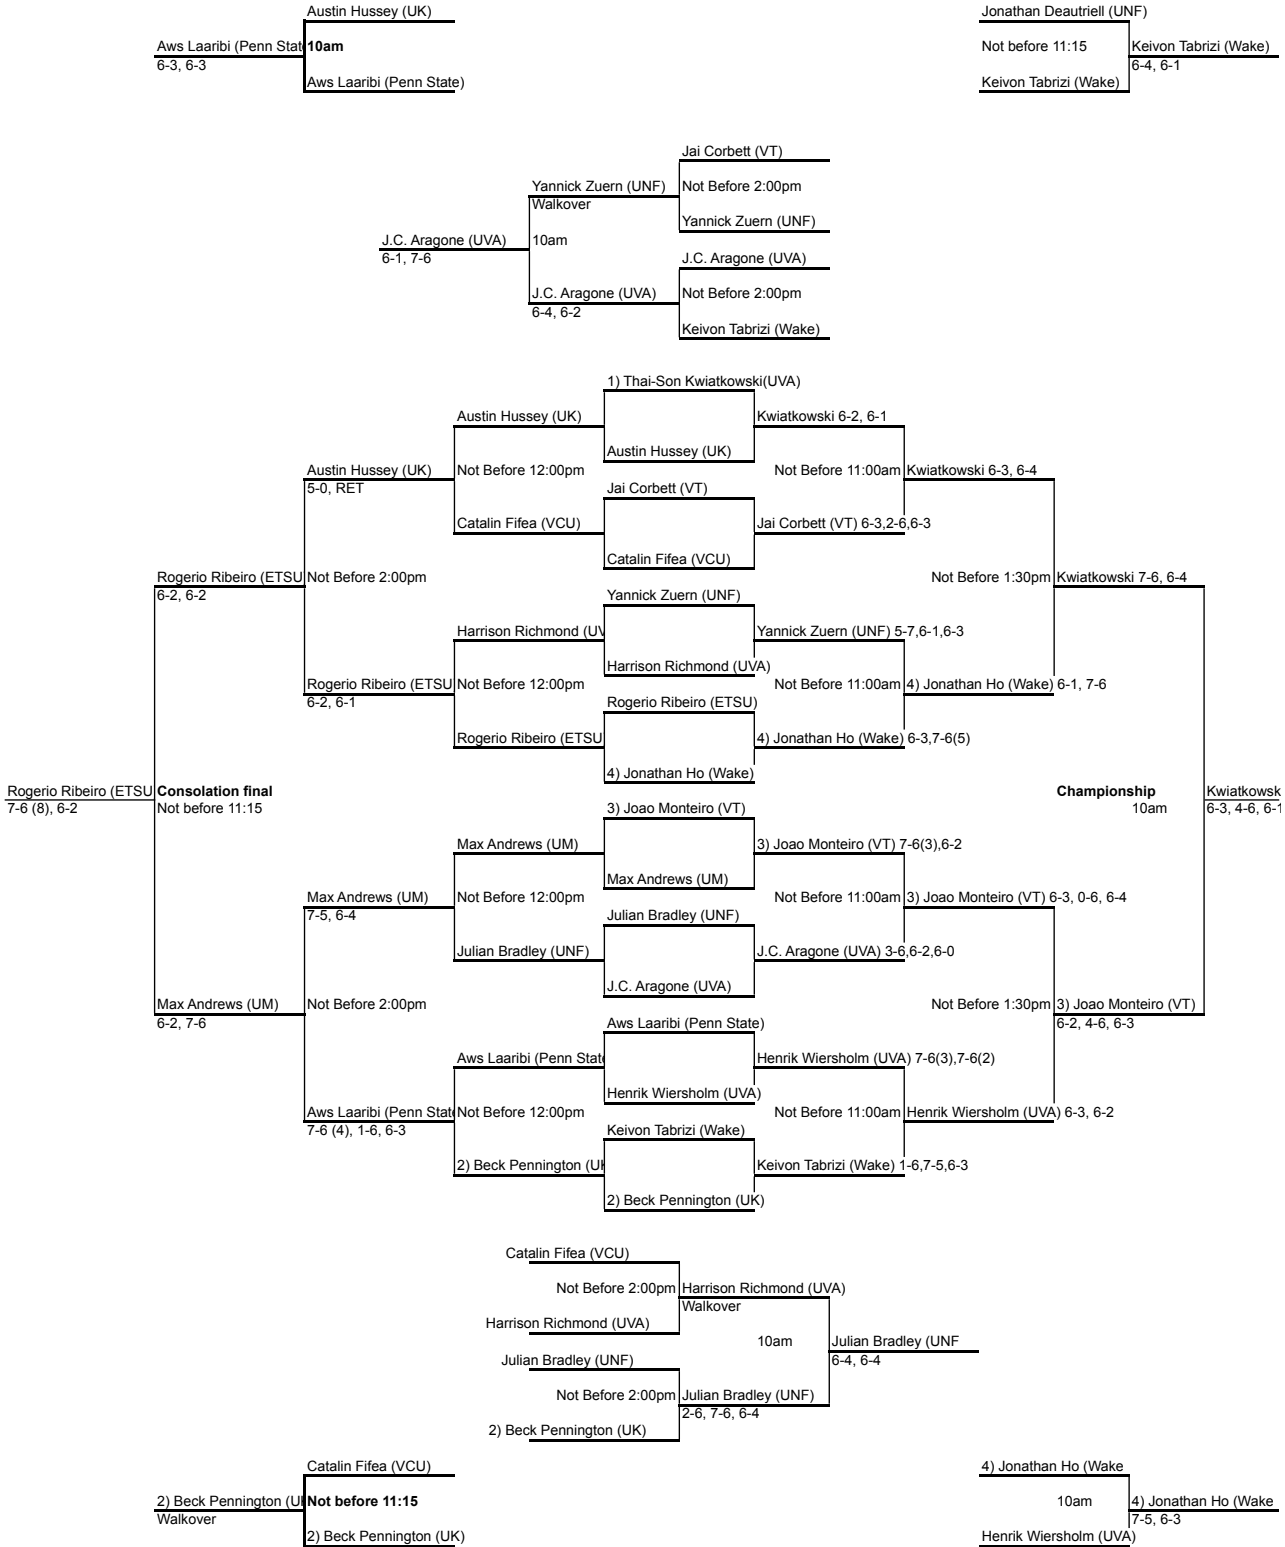 Austin Hussey (UK)
Jonathan Deautriell (UNF)
Aws Laaribi (Penn Stat
10am
Not before 11:15
Keivon Tabrizi (Wake)
6-3, 6-3
6-4, 6-1
Aws Laaribi (Penn State)
Keivon Tabrizi (Wake)
Jai Corbett (VT)
Yannick Zuern (UNF)
Not Before 2:00pm
Walkover
Yannick Zuern (UNF)
J.C. Aragone (UVA)
10am
6-1, 7-6
J.C. Aragone (UVA)
J.C. Aragone (UVA)
Not Before 2:00pm
6-4, 6-2
Keivon Tabrizi (Wake)
1) Thai-Son Kwiatkowski(UVA)
Austin Hussey (UK)
Kwiatkowski 6-2, 6-1
Austin Hussey (UK)
Austin Hussey (UK)
Not Before 12:00pm
Not Before 11:00am
Kwiatkowski 6-3, 6-4
5-0, RET
Jai Corbett (VT)
Catalin Fifea (VCU)
Jai Corbett (VT) 6-3,2-6,6-3
Catalin Fifea (VCU)
Rogerio Ribeiro (ETSU
Not Before 2:00pm
Not Before 1:30pm
Kwiatkowski 7-6, 6-4
6-2, 6-2
Yannick Zuern (UNF)
Harrison Richmond (UV
Yannick Zuern (UNF) 5-7,6-1,6-3
Harrison Richmond (UVA)
Rogerio Ribeiro (ETSU
Not Before 12:00pm
Not Before 11:00am
4) Jonathan Ho (Wake) 6-1, 7-6
6-2, 6-1
Rogerio Ribeiro (ETSU)
Rogerio Ribeiro (ETSU
4) Jonathan Ho (Wake) 6-3,7-6(5)
4) Jonathan Ho (Wake)
Rogerio Ribeiro (ETSU
Consolation final
Championship
Kwiatkowsk
7-6 (8), 6-2
Not before 11:15
10am
6-3, 4-6, 6-1
3) Joao Monteiro (VT)
Max Andrews (UM)
3) Joao Monteiro (VT) 7-6(3),6-2
Max Andrews (UM)
Max Andrews (UM)
Not Before 12:00pm
Not Before 11:00am
3) Joao Monteiro (VT) 6-3, 0-6, 6-4
7-5, 6-4
Julian Bradley (UNF)
Julian Bradley (UNF)
J.C. Aragone (UVA) 3-6,6-2,6-0
J.C. Aragone (UVA)
Max Andrews (UM)
Not Before 2:00pm
Not Before 1:30pm
3) Joao Monteiro (VT)
6-2, 7-6
6-2, 4-6, 6-3
Aws Laaribi (Penn State)
Aws Laaribi (Penn State
Henrik Wiersholm (UVA) 7-6(3),7-6(2)
Henrik Wiersholm (UVA)
Aws Laaribi (Penn State
Not Before 12:00pm
Not Before 11:00am
Henrik Wiersholm (UVA) 6-3, 6-2
7-6 (4), 1-6, 6-3
Keivon Tabrizi (Wake)
2) Beck Pennington (UK
Keivon Tabrizi (Wake) 1-6,7-5,6-3
2) Beck Pennington (UK)
Catalin Fifea (VCU)
Not Before 2:00pm
Harrison Richmond (UVA)
Walkover
Harrison Richmond (UVA)
10am
Julian Bradley (UNF
6-4, 6-4
Julian Bradley (UNF)
Not Before 2:00pm
Julian Bradley (UNF)
2-6, 7-6, 6-4
2) Beck Pennington (UK)
Catalin Fifea (VCU)
4) Jonathan Ho (Wake
2) Beck Pennington (UK
Not before 11:15
10am
4) Jonathan Ho (Wake
Walkover
7-5, 6-3
2) Beck Pennington (UK)
Henrik Wiersholm (UVA)